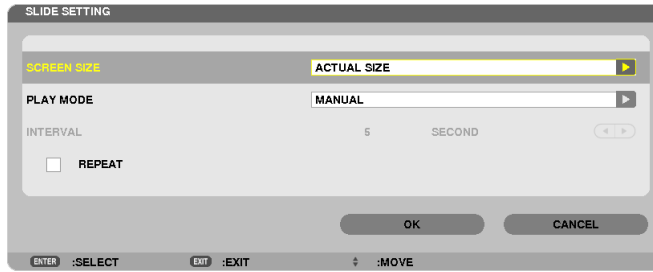 SLIDE SETTING
SCREEN SIZE ACTUAL SIZE
PLAY MODE MANUAL
INTERVAL 5 SECOND
REPEAT
OK CANCEL
ENTER :SELECT EXIT :EXIT :MOVE